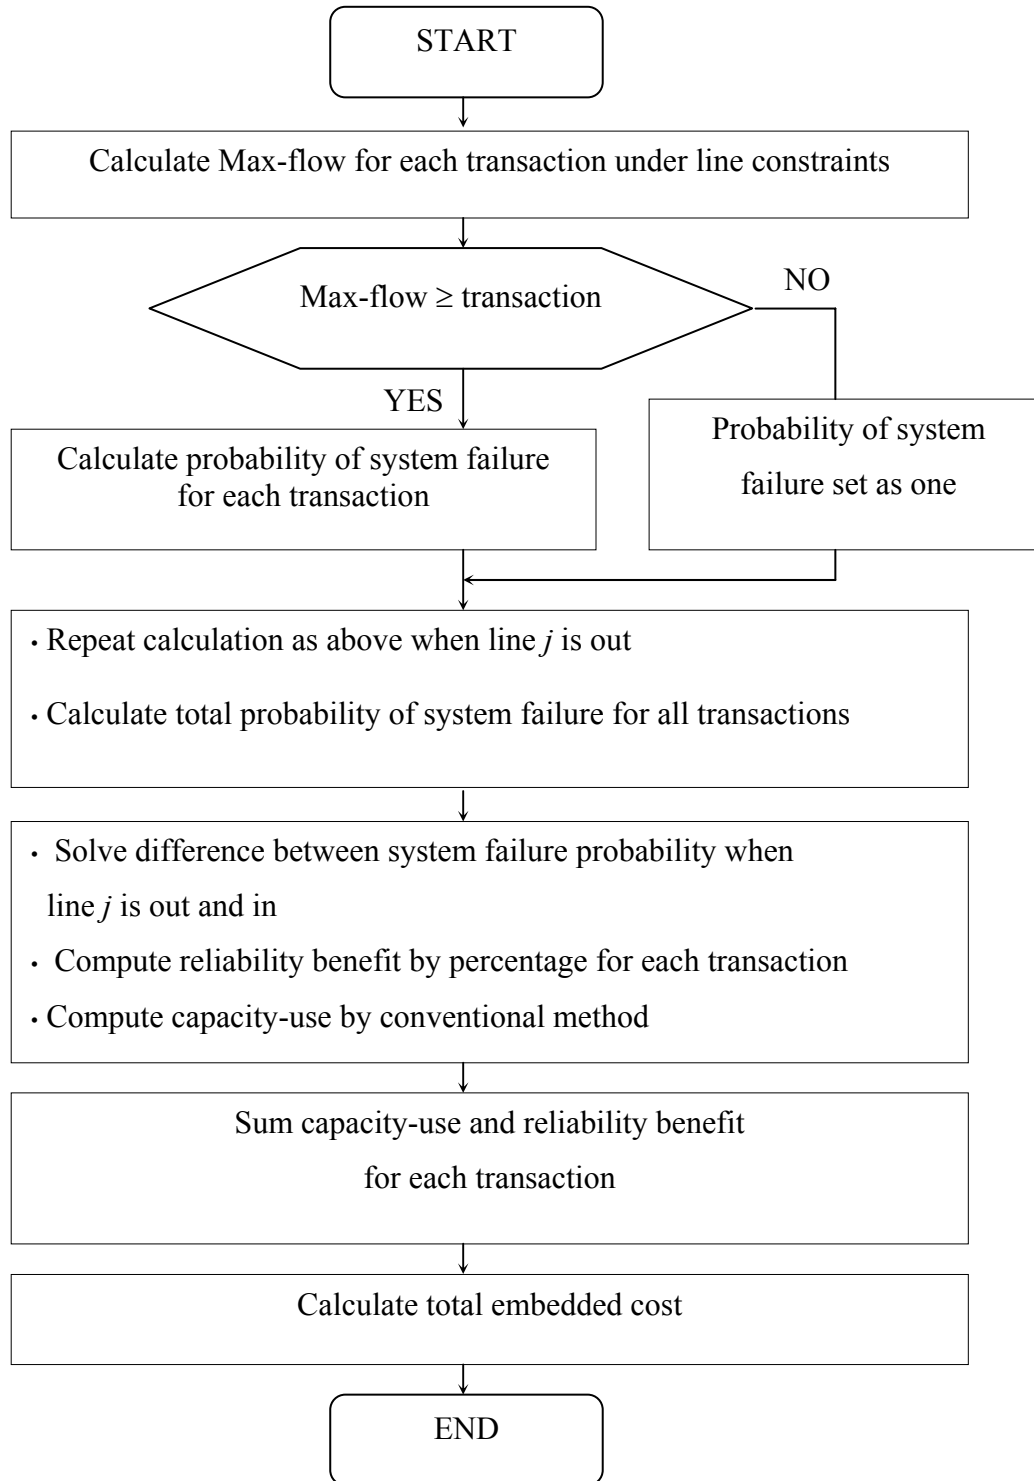 START
Calculate Max-flow for each transaction under line constraints
Max-flow ≥ transaction
NO
YES
Calculate probability of system failure
for each transaction
Probability of system
failure set as one
• Repeat calculation as above when line j is out
• Calculate total probability of system failure for all transactions
• Solve difference between system failure probability when
line j is out and in
• Compute reliability benefit by percentage for each transaction
• Compute capacity-use by conventional method
Sum capacity-use and reliability benefit
for each transaction
Calculate total embedded cost
END